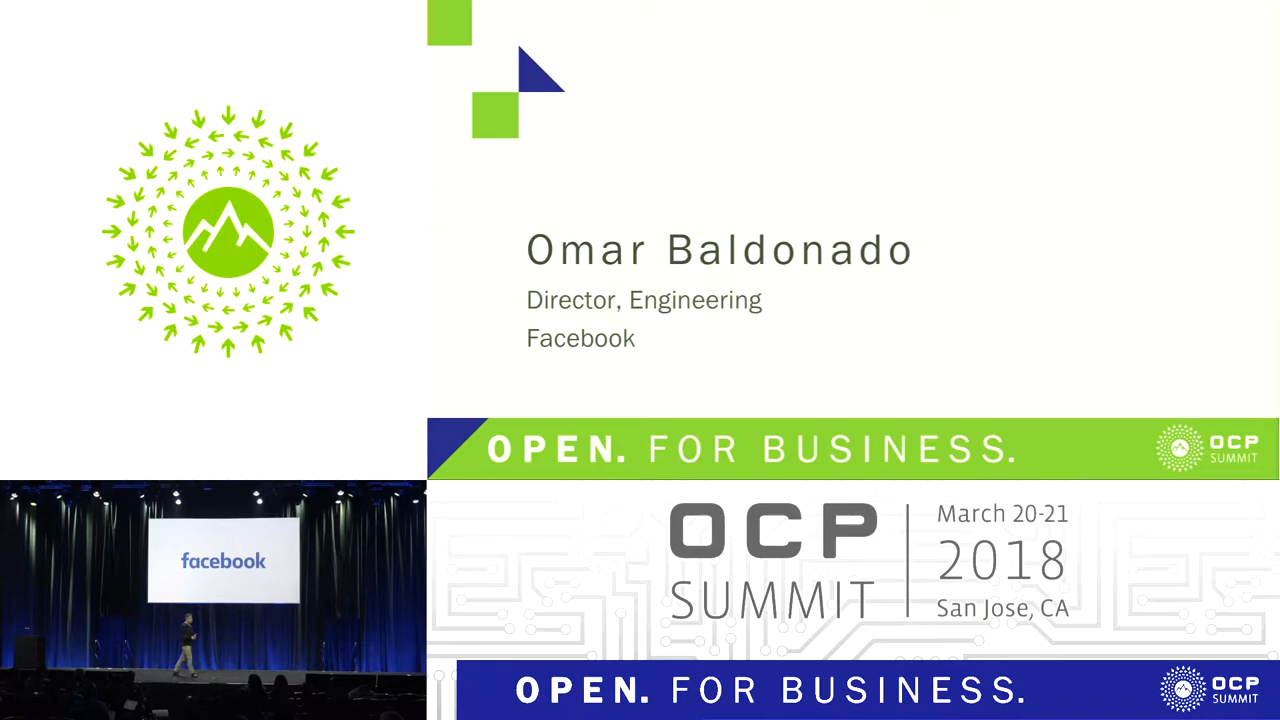 Omar Baldonado
Director, Engineering
Facebook
OPEN. FOR BUSINESS.
OCP
SUMMIT
facebook
OCP
SUMMIT
March 20-21
2018
San Jose, CA
OPEN. FOR BUSINESS.
OCP
SUMMIT